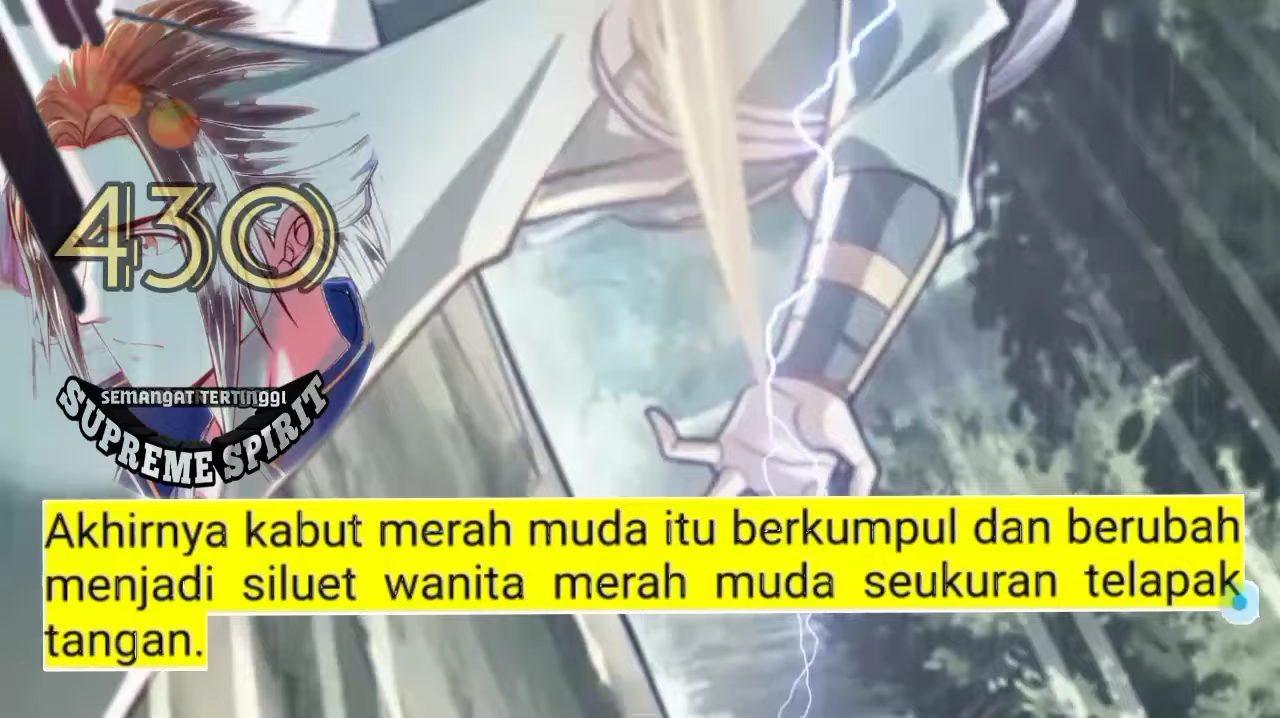 430
SEMANGAT TERTINGGI
SUPREME SPIRIT
Akhirnya kabut merah muda itu berkumpul dan berubah
menjadi siluet wanita merah muda seukuran telapak
tangan.